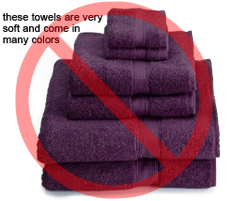 these towels are very
soft and come in
many colors